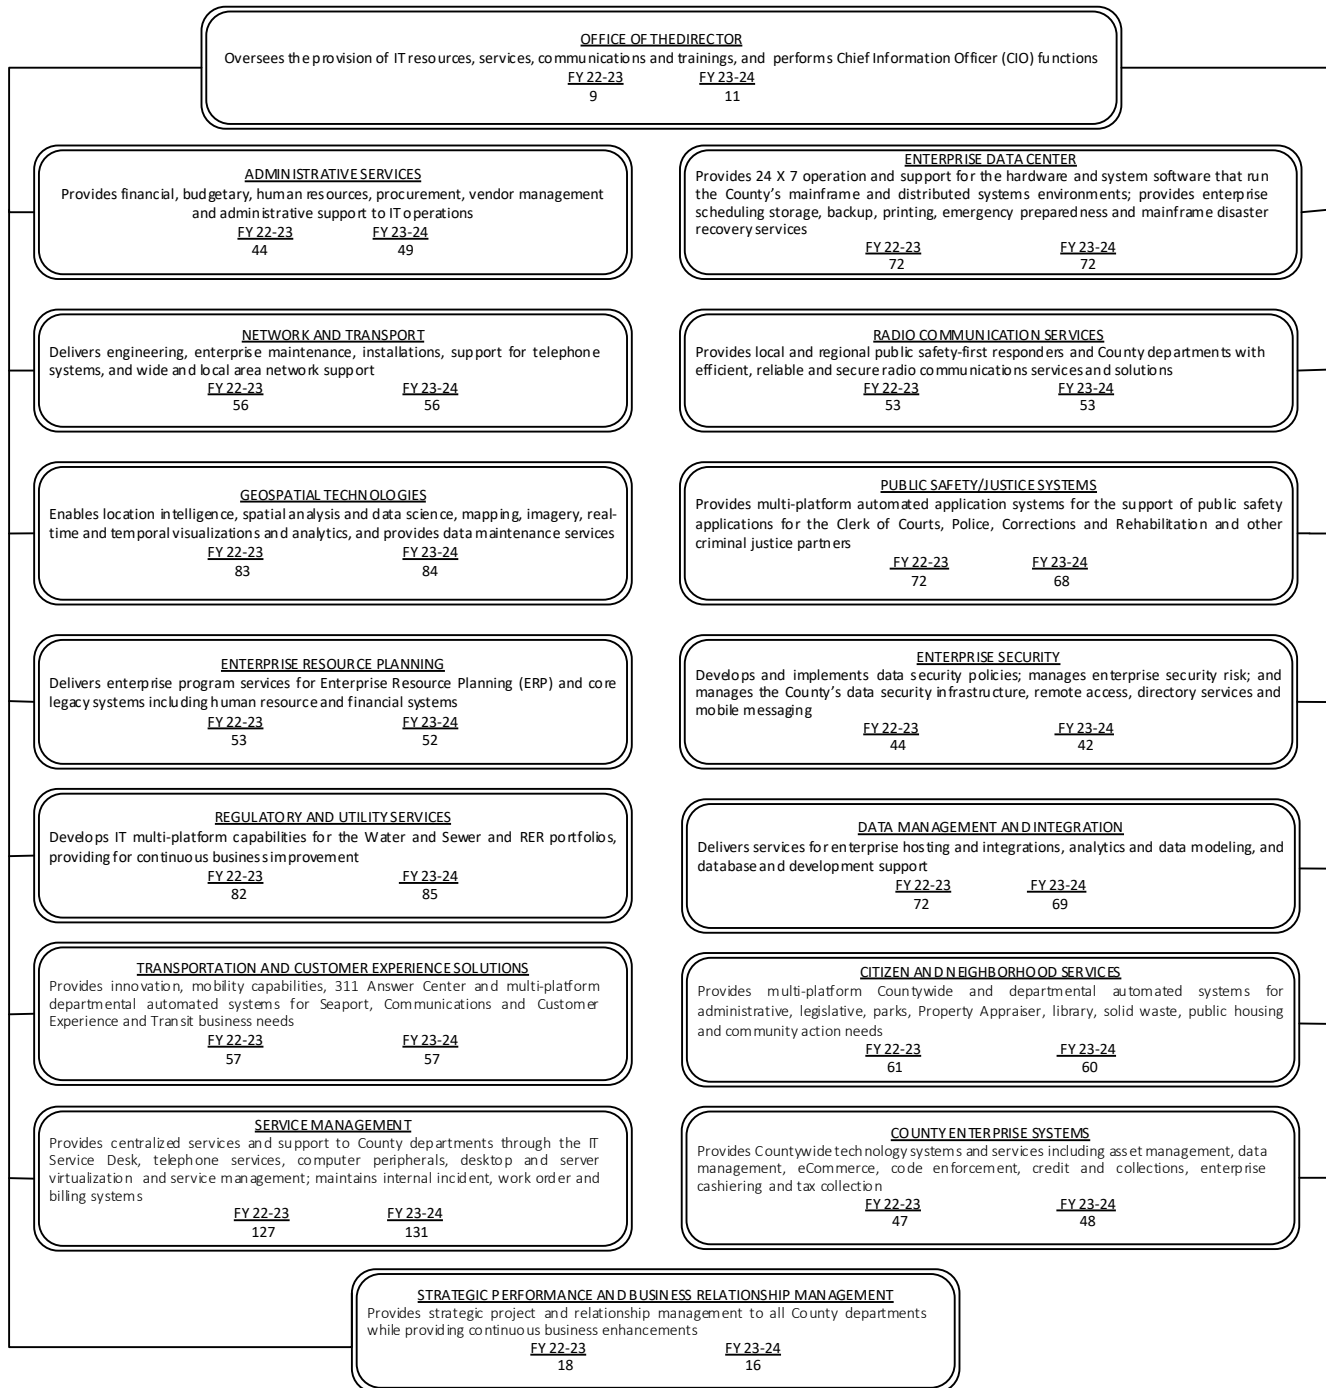 OFFICE OF THE DIRECTOR
Oversees the provision of IT resources, services, communications and trainings, and performs Chief Information Officer (CIO) functions
FY 22-23 FY 23-24
9 11
ADMINISTRATIVE SERVICES
Provides financial, budgetary, human resources, procurement, vendor management
and administrative support to IT operations
FY 22-23 FY 23-24
44 49
ENTERPRISE DATA CENTER
Provides 24 X 7 operation and support for the hardware and system software that run
the County's mainframe and distributed systems environments; provides enterprise
scheduling storage, backup, printing, emergency preparedness and mainframe disaster
recovery services
FY 22-23 FY 23-24
72 72
NETWORK AND TRANSPORT
Delivers engineering, enterprise maintenance, installations, support for telephone
systems, and wide and local area network support
FY 22-23 FY 23-24
56 56
RADIO COMMUNICATION SERVICES
Provides local and regional public safety-first responders and County departments with
efficient, reliable and secure radio communications services and solutions
FY 22-23 FY 23-24
53 53
GEOSPATIAL TECHNOLOGIES
Enables location intelligence, spatial analysis and data science, mapping, imagery, real-
time and temporal visualizations and analytics, and provides data maintenance services
FY 22-23 FY 23-24
83 84
PUBLIC SAFETY/JUSTICE SYSTEMS
Provides multi-platform automated application systems for the support of public safety
applications for the Clerk of Courts, Police, Corrections and Rehabilitation and other
criminal justice partners
FY 22-23 FY 23-24
72 68
ENTERPRISE RESOURCE PLANNING
Delivers enterprise program services for Enterprise Resource Planning (ERP) and core
legacy systems including human resource and financial systems
FY 22-23 FY 23-24
53 52
ENTERPRISE SECURITY
Develops and implements data security policies; manages enterprise security risk; and
manages the County's data security infrastructure, remote access, directory services and
mobile messaging
FY 22-23 FY 23-24
44 42
REGULATORY AND UTILITY SERVICES
Develops IT multi-platform capabilities for the Water and Sewer and RER portfolios,
providing for continuous business improvement
FY 22-23 FY 23-24
82 85
DATA MANAGEMENT AND INTEGRATION
Delivers services for enterprise hosting and integrations, analytics and data modeling, and
database and development support
FY 22-23 FY 23-24
72 69
TRANSPORTATION AND CUSTOMER EXPERIENCE SOLUTIONS
Provides innovation, mobility capabilities, 311 Answer Center and multi-platform
departmental automated systems for Seaport, Communications and Customer
Experience and Transit business needs
FY 22-23 FY 23-24
57 57
CITIZEN AND NEIGHBORHOOD SERVICES
Provides multi-platform Countywide and departmental automated systems for
administrative, legislative, parks, Property Appraiser, library, solid waste, public housing
and community action needs
FY 22-23 FY 23-24
61 60
SERVICE MANAGEMENT
Provides centralized services and support to County departments through the IT
Service Desk, telephone services, computer peripherals, desktop and server
virtualization and service management; maintains internal incident, work order and
billing systems
FY 22-23 FY 23-24
127 131
COUNTY ENTERPRISE SYSTEMS
Provides Countywide technology systems and services including asset management, data
management, eCommerce, code enforcement, credit and collections, enterprise
cashiering and tax collection
FY 22-23 FY 23-24
47 48
STRATEGIC PERFORMANCE AND BUSINESS RELATIONSHIP MANAGEMENT
Provides strategic project and relationship management to all County departments
while providing continuous business enhancements
FY 22-23 FY 23-24
18 16